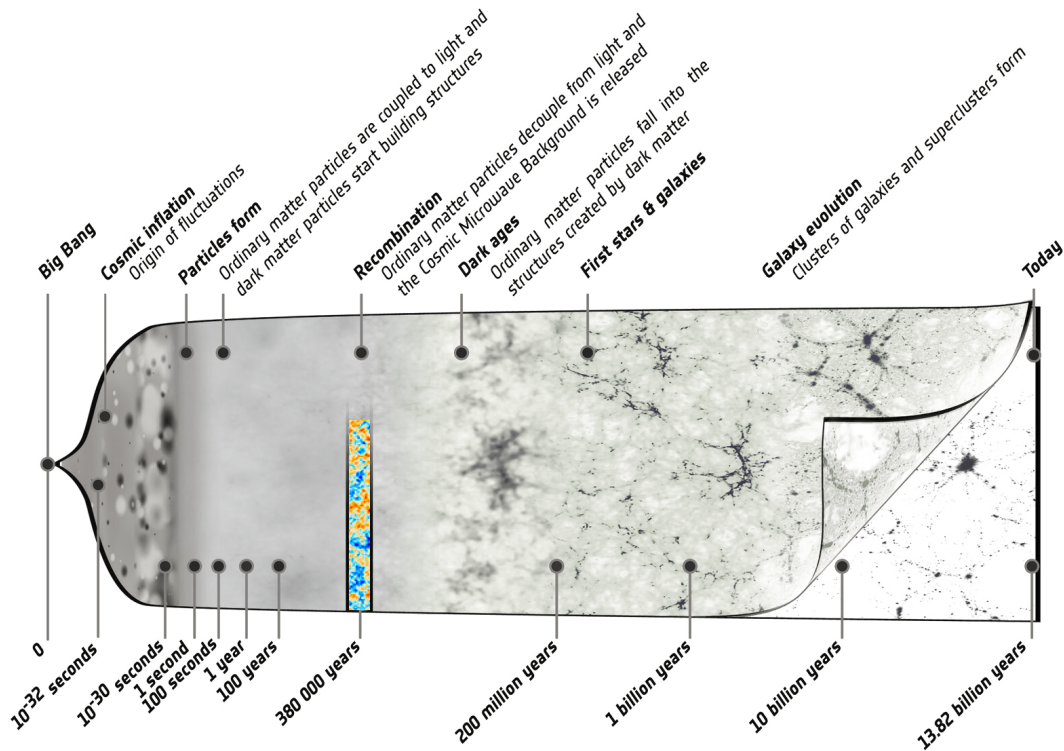 Big Bang
Cosmic inflation
Origin of fluctuations
Particles form
Ordinary matter particles are coupled to light and
dark matter particles start building structures
Recombination
Ordinary matter particles decouple from light and
the Cosmic Microwave Background is released
Dark ages
Ordinary matter particles fall into the
structures created by dark matter
First stars & galaxies
Galaxy evolution
Clusters of galaxies and superclusters form
Today
0
10-32 seconds
10-30 seconds
1 second
100 seconds
1 year
100 years
380 000 years
200 million years
1 billion years
10 billion years
13.82 billion years